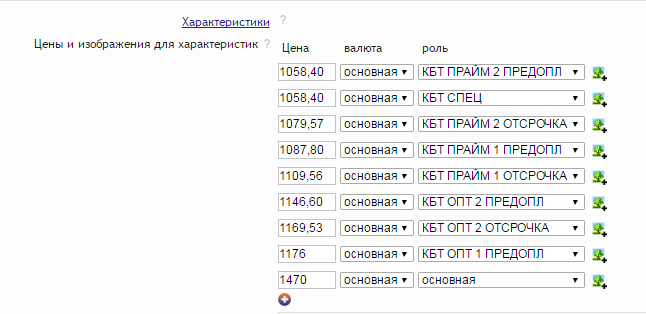 Характеристики ?
Цены и изображения для характеристик ? Цена валюта роль
1058,40 основная КБТ ПРАЙМ 2 ПРЕДОПЛ
1058,40 основная КБТ СПЕЦ
1079,57 основная КБТ ПРАЙМ 2 ОТСРОЧКА
1087,80 основная КБТ ПРАЙМ 1 ПРЕДОПЛ
1109,56 основная КБТ ПРАЙМ 1 ОТСРОЧКА
1146,60 основная КБТ ОПТ 2 ПРЕДОПЛ
1169,53 основная КБТ ОПТ 2 ОТСРОЧКА
1176 основная КБТ ОПТ 1 ПРЕДОПЛ
1470 основная основная